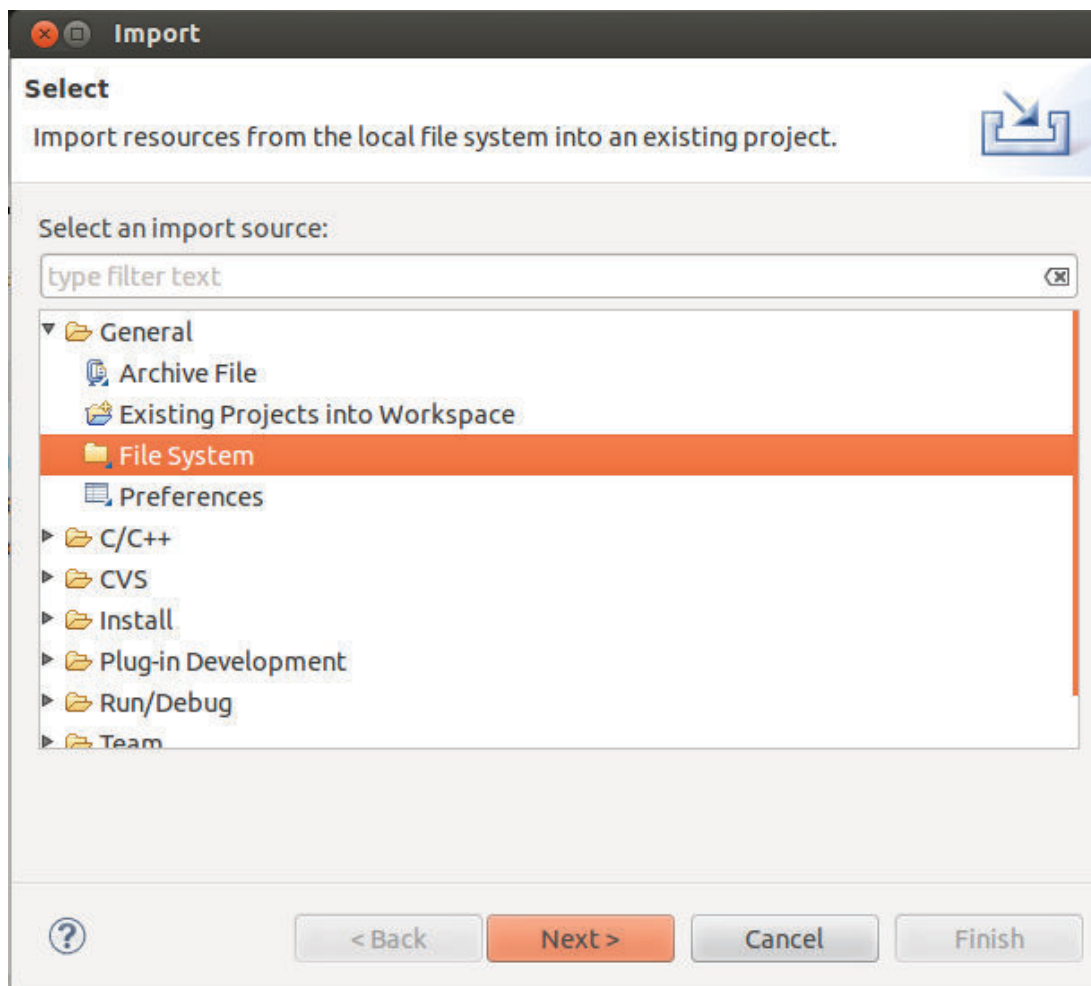 Import
Select
Import resources from the local file system into an existing project.
Select an import source:
type filter text
General
Archive File
Existing Projects into Workspace
File System
Preferences
C/C++
CVS
Install
Plug-in Development
Run/Debug
Team
? < Back Next > Cancel Finish